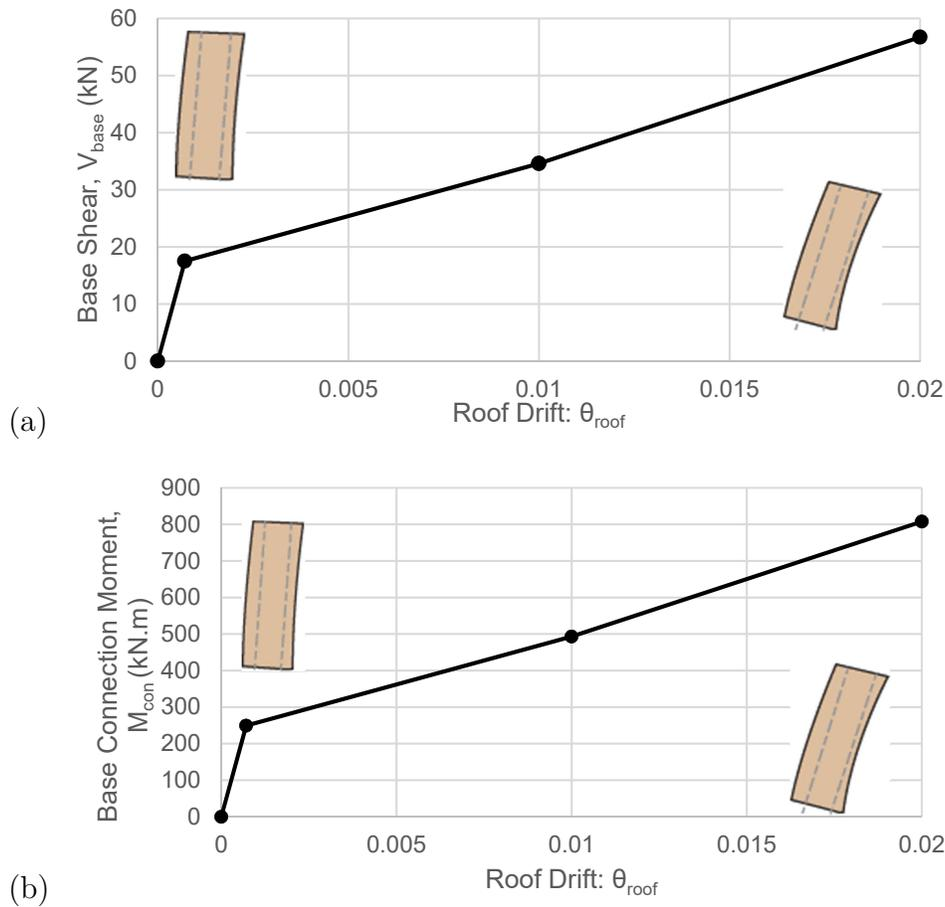 60
50
40
30
20
10
0
Base Shear, V_base (kN)
0 0.005 0.01 0.015 0.02
Roof Drift: θ_roof
(a)
900
800
700
600
500
400
300
200
100
0
Base Connection Moment,
M_con (kN.m)
0 0.005 0.01 0.015 0.02
Roof Drift: θ_roof
(b)